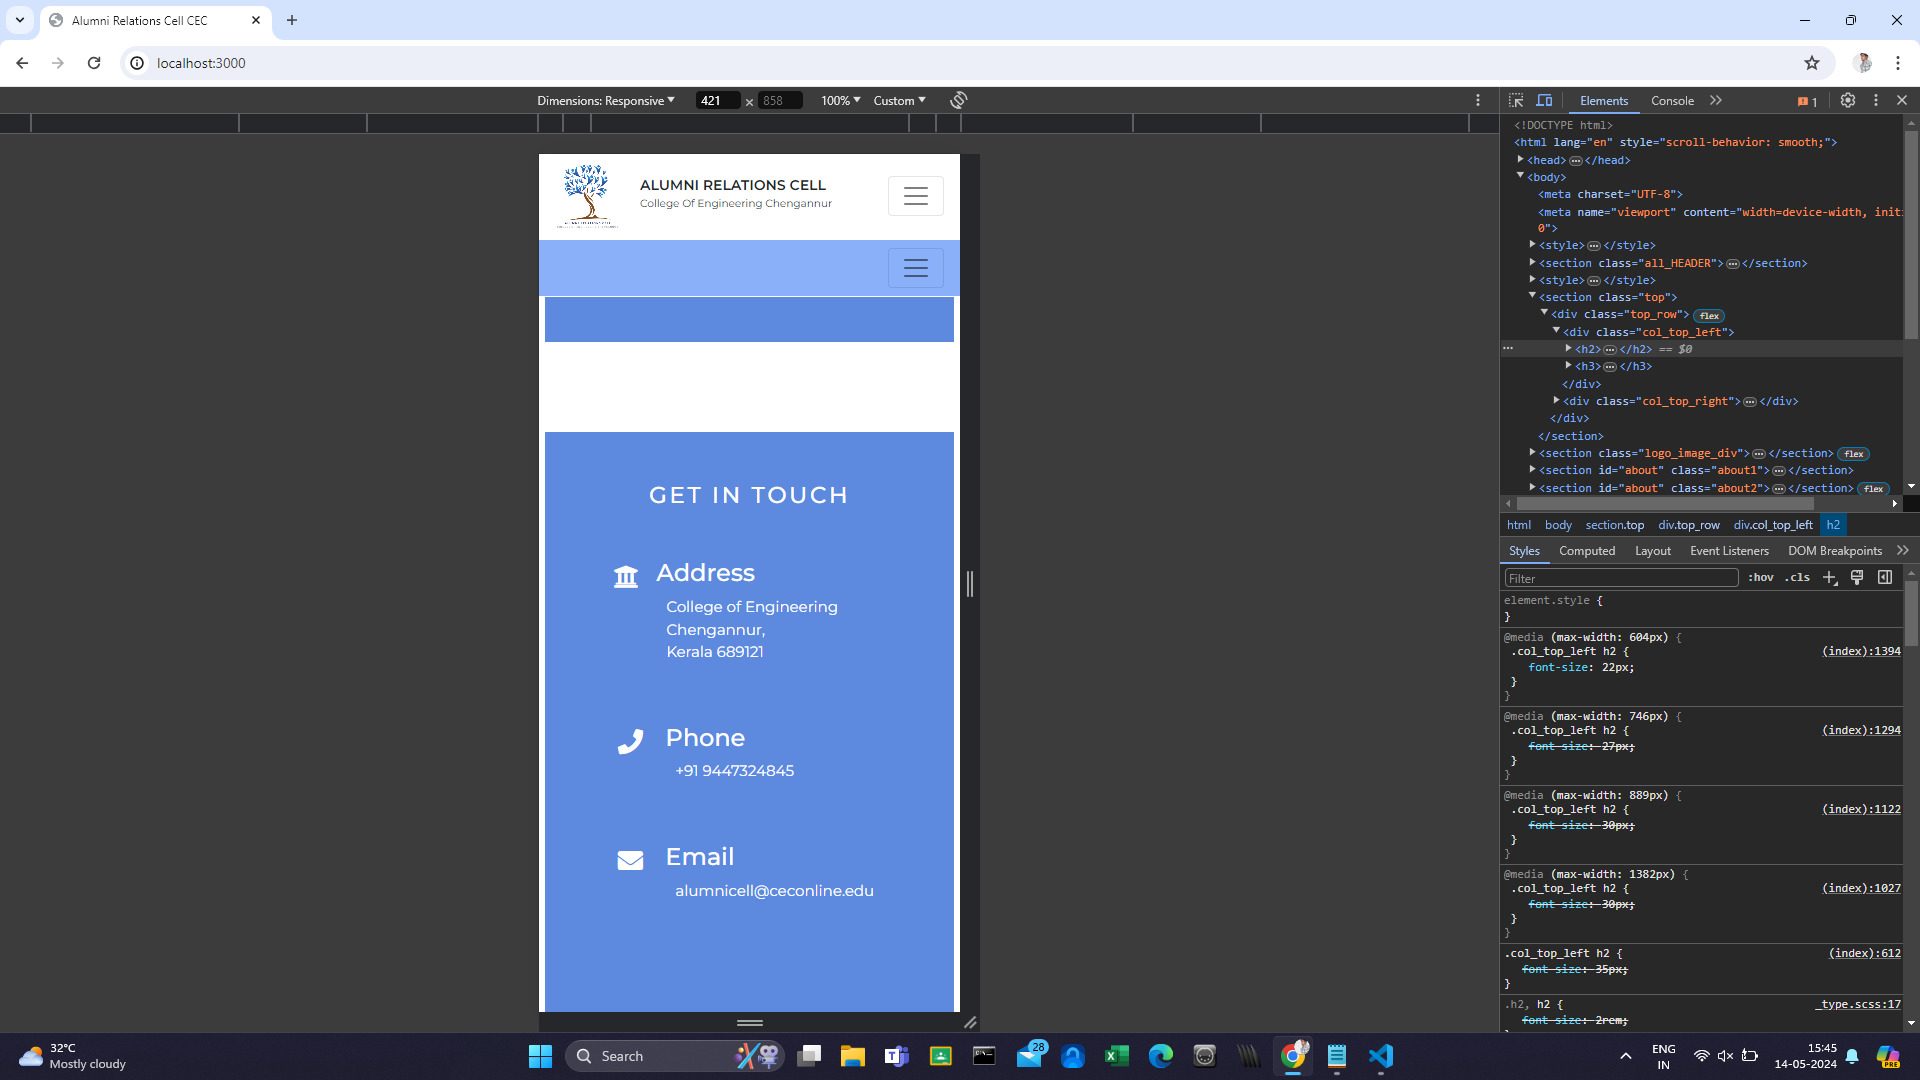 Alumni Relations Cell CEC
localhost:3000
Dimensions: Responsive 421 × 858 100% Custom
Elements Console 1
<!DOCTYPE html>
<html lang="en" style="scroll-behavior: smooth;">
<head> </head>
<body>
<meta charset="UTF-8">
<meta name="viewport" content="width=device-width, init
0">
<style> </style>
<section class="all_HEADER"> </section>
<style> </style>
<section class="top">
<div class="top_row"> flex
<div class="col_top_left">
<h2> </h2> == $0
<h3> </h3>
</div>
<div class="col_top_right"> </div>
</div>
</section>
<section class="logo_image_div"> </section> flex
<section id="about" class="about1"> </section>
<section id="about" class="about2"> </section> flex
html body section.top div.top_row div.col_top_left h2
Styles Computed Layout Event Listeners DOM Breakpoints
Filter :hov .cls
element.style {
}
@media (max-width: 604px) {
.col_top_left h2 { (index):1394
font-size: 22px;
}
}
@media (max-width: 746px) {
.col_top_left h2 { (index):1294
font-size: 27px;
}
}
@media (max-width: 889px) {
.col_top_left h2 { (index):1122
font-size: 30px;
}
}
@media (max-width: 1382px) {
.col_top_left h2 { (index):1027
font-size: 30px;
}
}
.col_top_left h2 { (index):612
font-size: 35px;
}
.h2, h2 { _type.scss:17
font-size: 2rem;
ALUMNI RELATIONS CELL
College Of Engineering Chengannur
GET IN TOUCH
Address
College of Engineering
Chengannur,
Kerala 689121
Phone
+91 9447324845
Email
alumnicell@ceconline.edu
32°C
Mostly cloudy
Search
28
ENG
IN
15:45
14-05-2024
PRE